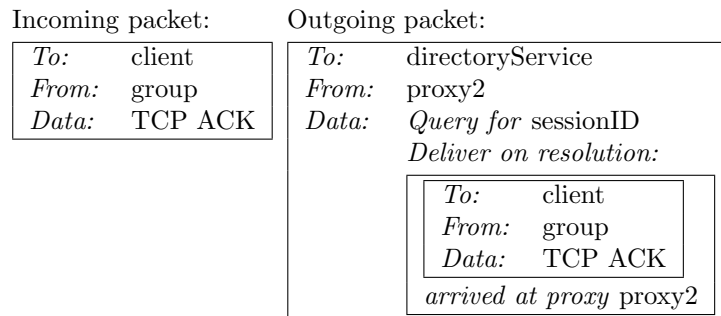 Incoming packet:
To: client
From: group
Data: TCP ACK
Outgoing packet:
To: directoryService
From: proxy2
Data: Query for sessionID
Deliver on resolution:
To: client
From: group
Data: TCP ACK
arrived at proxy proxy2